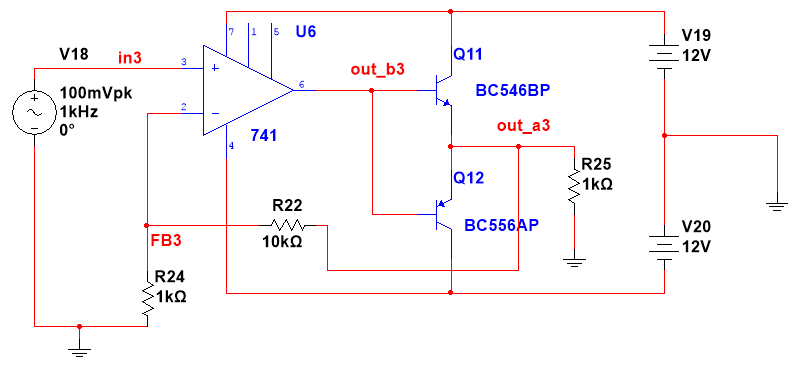 V18
in3
100mVpk
1kHz
0°
3
2
7
1
5
U6
4
6
741
out_b3
Q11
BC546BP
out_a3
Q12
BC556AP
R25
1kΩ
V19
12V
V20
12V
R22
10kΩ
FB3
R24
1kΩ